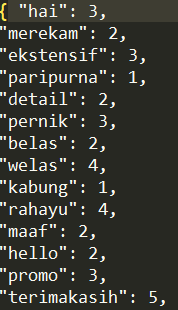 { "hai": 3,
"merekam": 2,
"ekstensif": 3,
"paripurna": 1,
"detail": 2,
"pernik": 3,
"belas": 2,
"welas": 4,
"kabung": 1,
"rahayu": 4,
"maaf": 2,
"hello": 2,
"promo": 3,
"terimakasih": 5,